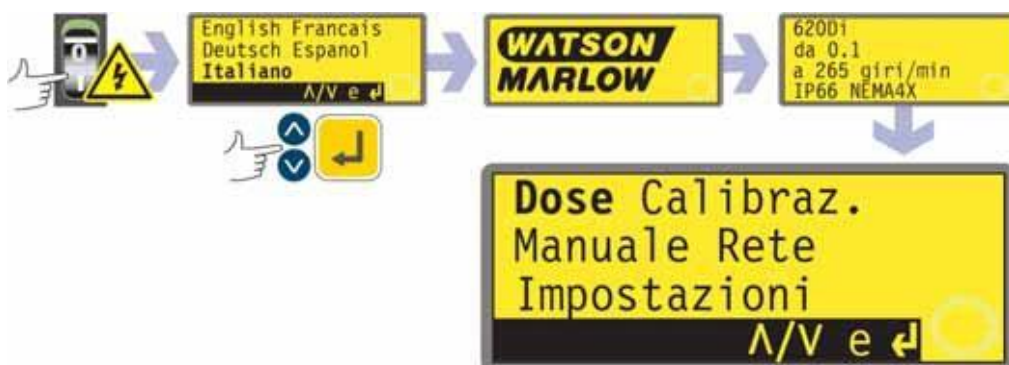 English Francais
Deutsch Espanol
Italiano
Λ/V e ↵
WATSON
MARLOW
620Di
da 0.1
a 265 giri/min
IP66 NEMA4X
Dose Calibraz.
Manuale Rete
Impostazioni
Λ/V e ↵